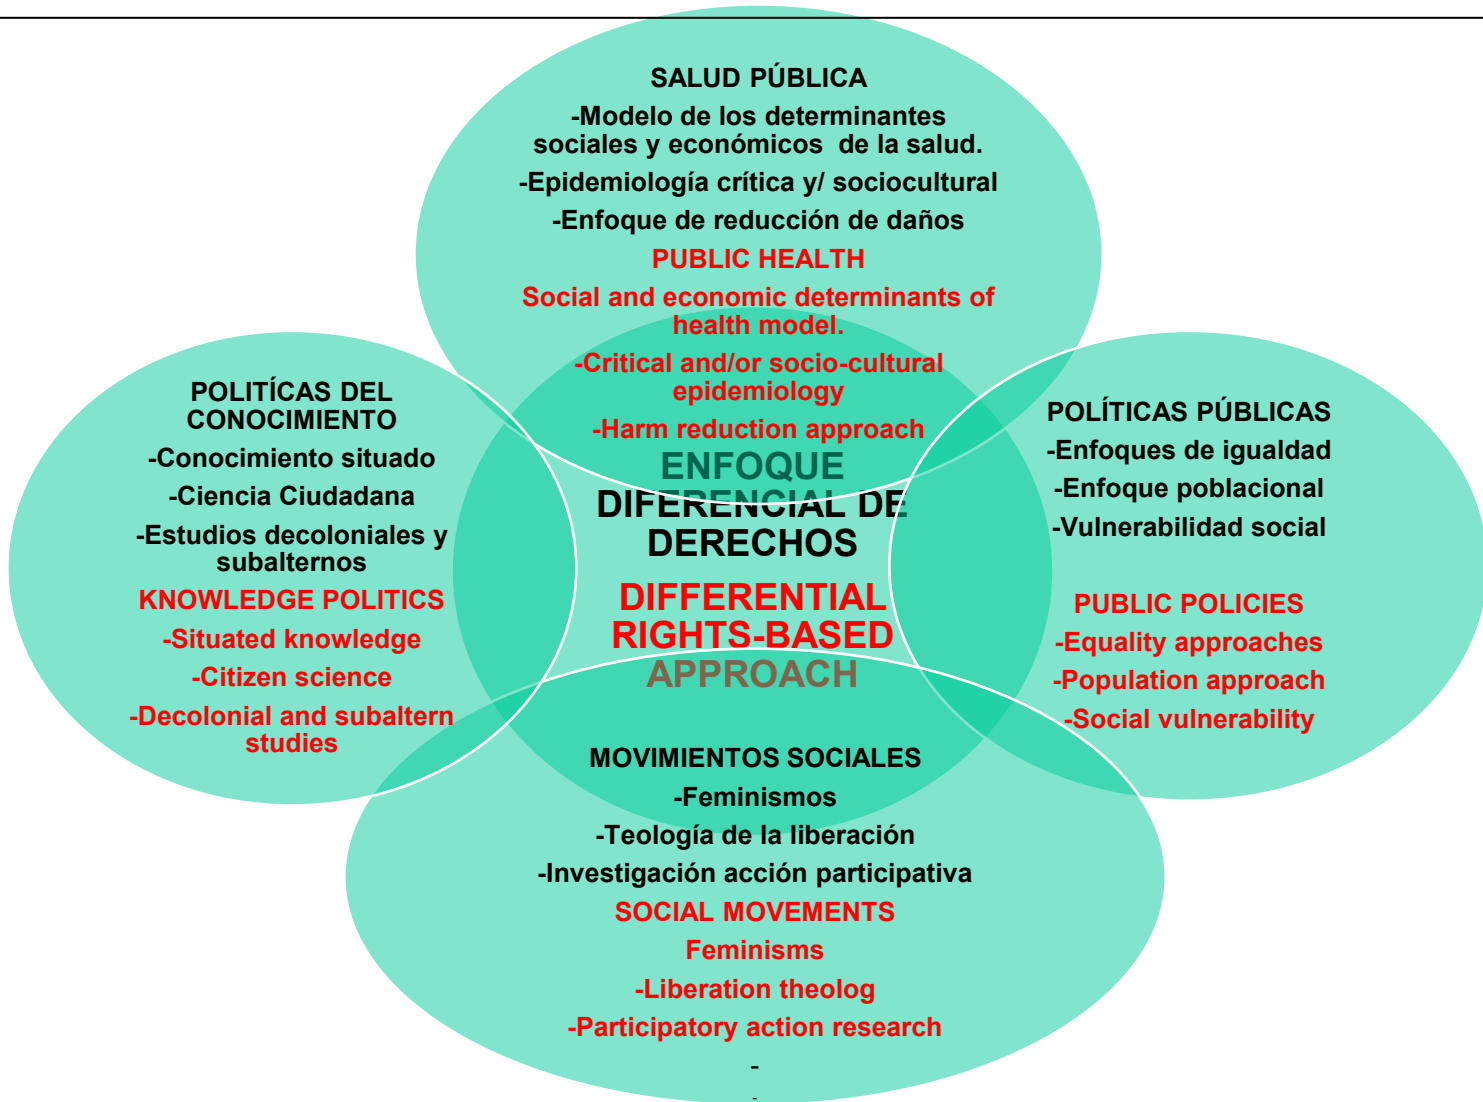 SALUD PÚBLICA
-Modelo de los determinantes
sociales y económicos de la salud.
-Epidemiología crítica y/ sociocultural
-Enfoque de reducción de daños
PUBLIC HEALTH
Social and economic determinants of
health model.
-Critical and/or socio-cultural
epidemiology
-Harm reduction approach
POLITÍCAS DEL
CONOCIMIENTO
-Conocimiento situado
-Ciencia Ciudadana
-Estudios decoloniales y
subalternos
KNOWLEDGE POLITICS
-Situated knowledge
-Citizen science
-Decolonial and subaltern
studies
ENFOQUE
DIFERENCIAL DE
DERECHOS
DIFFERENTIAL
RIGHTS-BASED
APPROACH
POLÍTICAS PÚBLICAS
-Enfoques de igualdad
-Enfoque poblacional
-Vulnerabilidad social
PUBLIC POLICIES
-Equality approaches
-Population approach
-Social vulnerability
MOVIMIENTOS SOCIALES
-Feminismos
-Teología de la liberación
-Investigación acción participativa
SOCIAL MOVEMENTS
Feminisms
-Liberation theolog
-Participatory action research
-
-